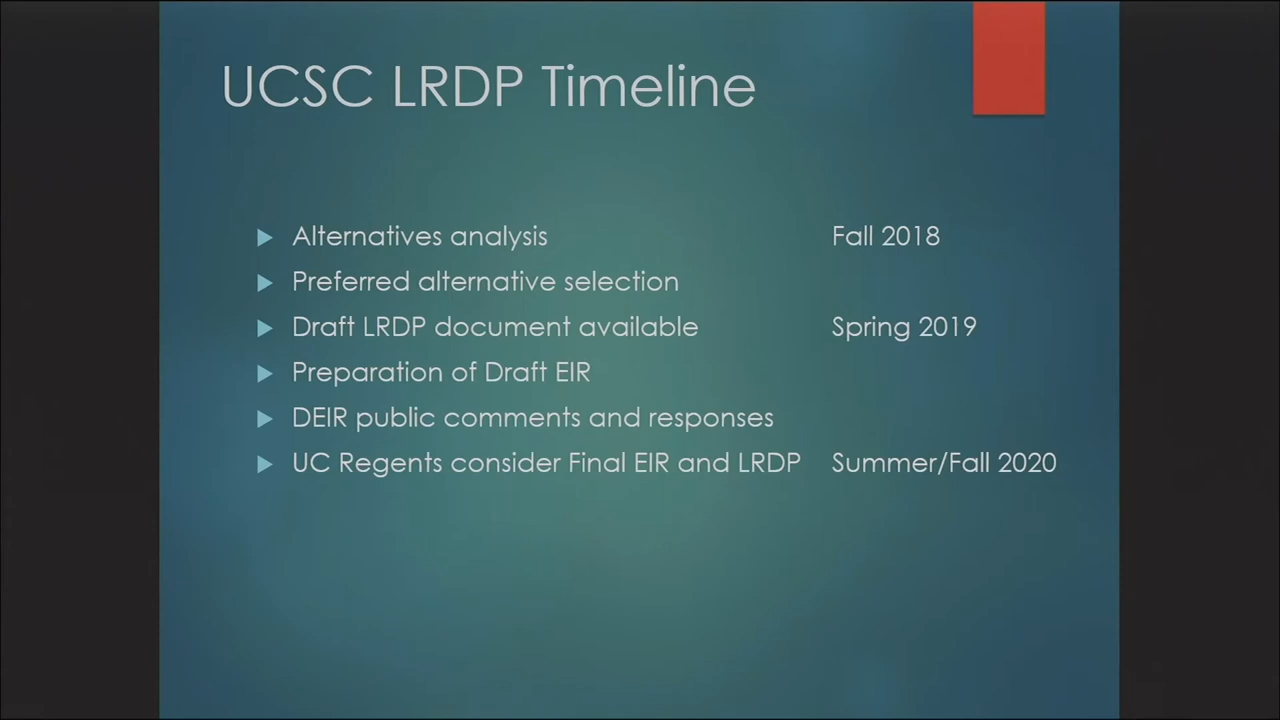 UCSC LRDP Timeline
Alternatives analysis Fall 2018
Preferred alternative selection
Draft LRDP document available Spring 2019
Preparation of Draft EIR
DEIR public comments and responses
UC Regents consider Final EIR and LRDP Summer/Fall 2020